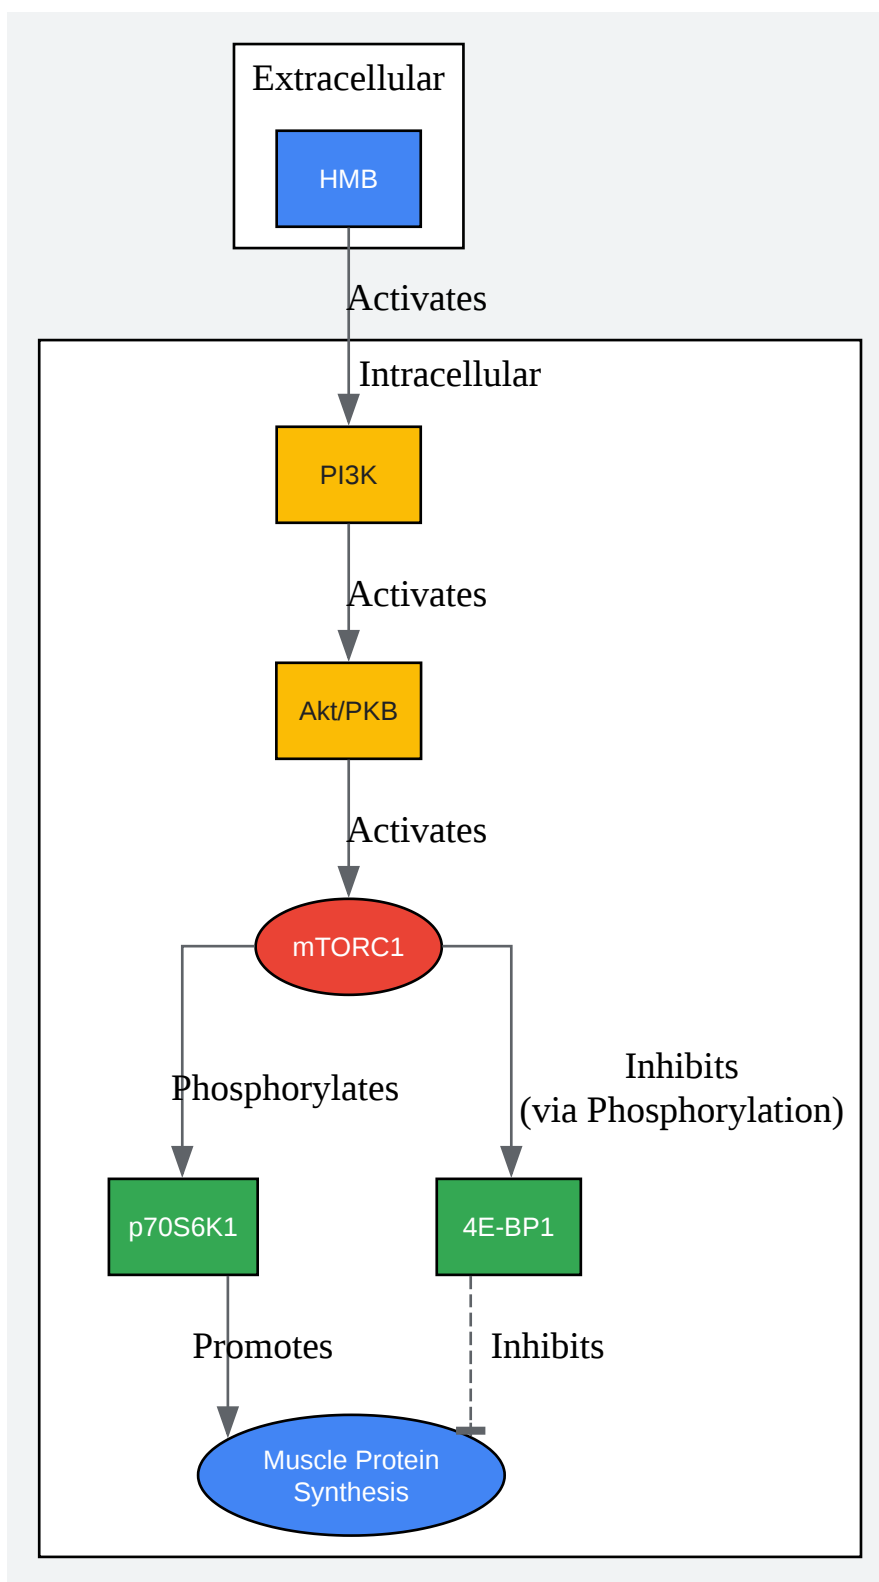 Extracellular
HMB
Activates
Intracellular
PI3K
Activates
Akt/PKB
Activates
mTORC1
Phosphorylates
Inhibits
(via Phosphorylation)
p70S6K1
4E-BP1
Promotes
Inhibits
Muscle Protein
Synthesis